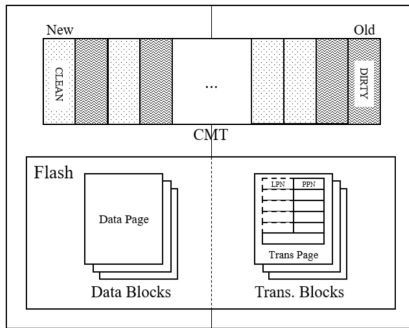 New
Old
CLEAN
...
DIRTY
CMT
Flash
Data Page
LPN
PPN
Trans Page
Data Blocks
Trans. Blocks